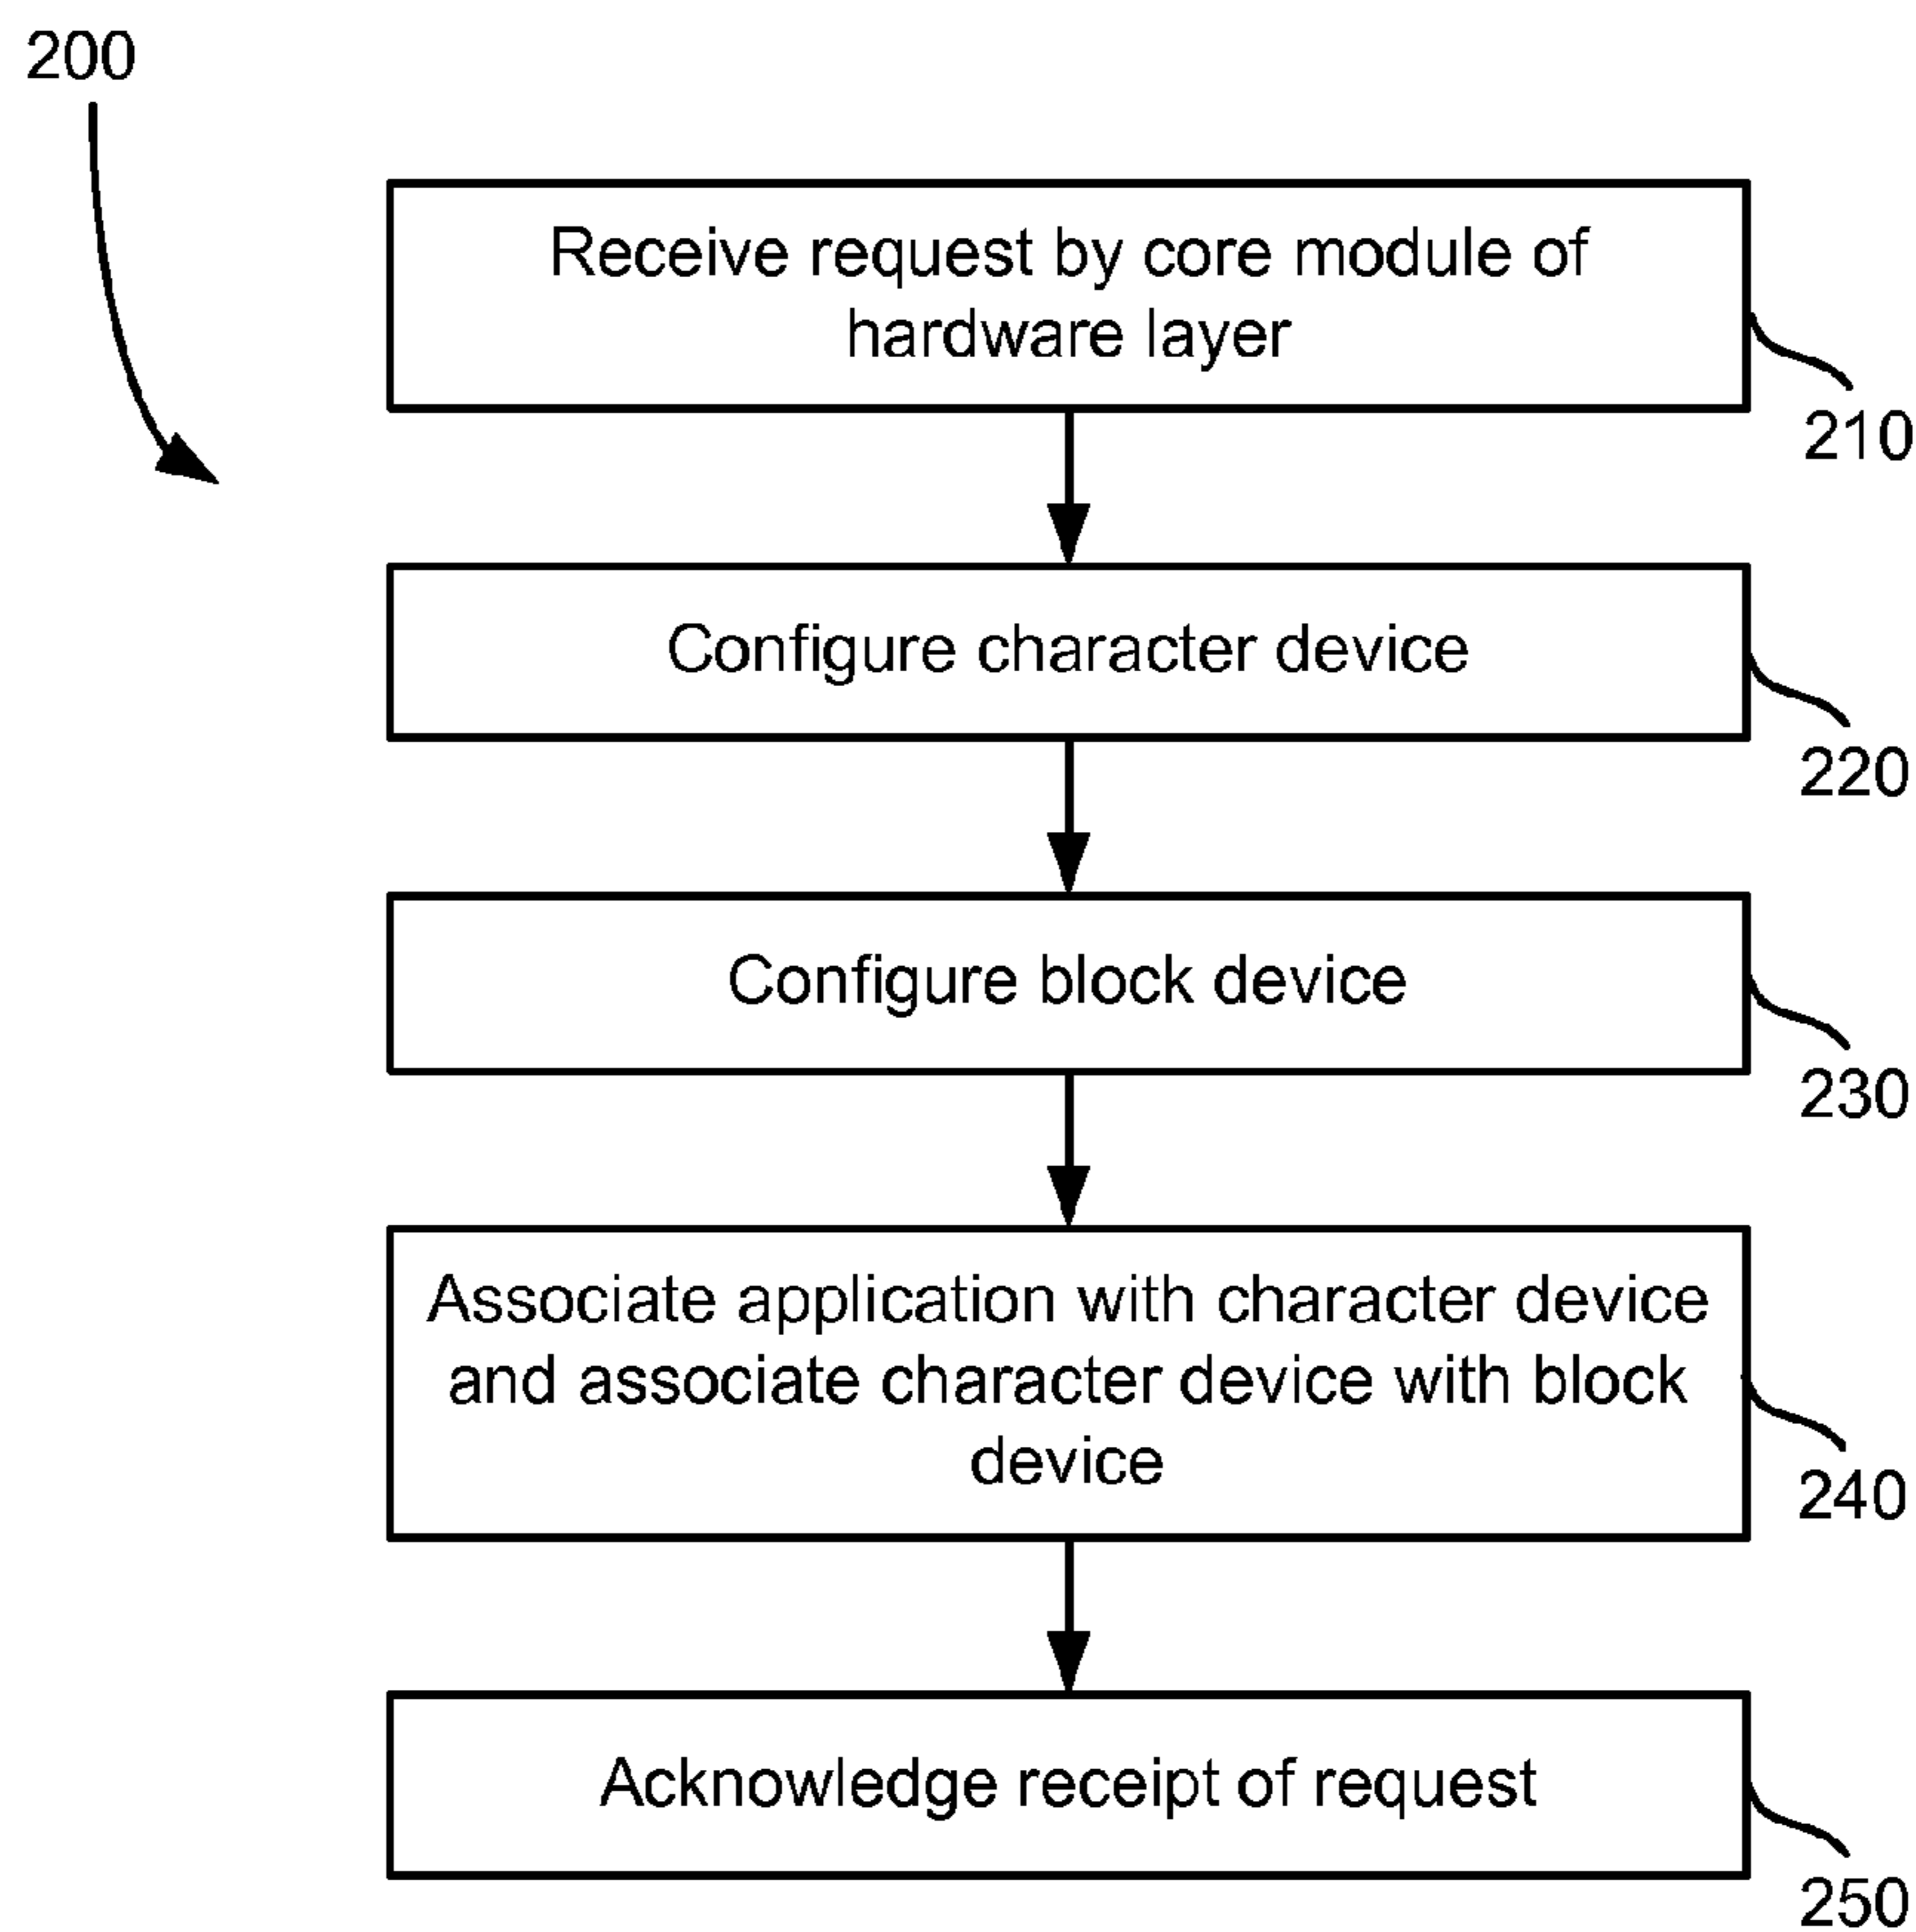 200
Receive request by core module of
hardware layer
210
Configure character device
220
Configure block device
230
Associate application with character device
and associate character device with block
device
240
Acknowledge receipt of request
250